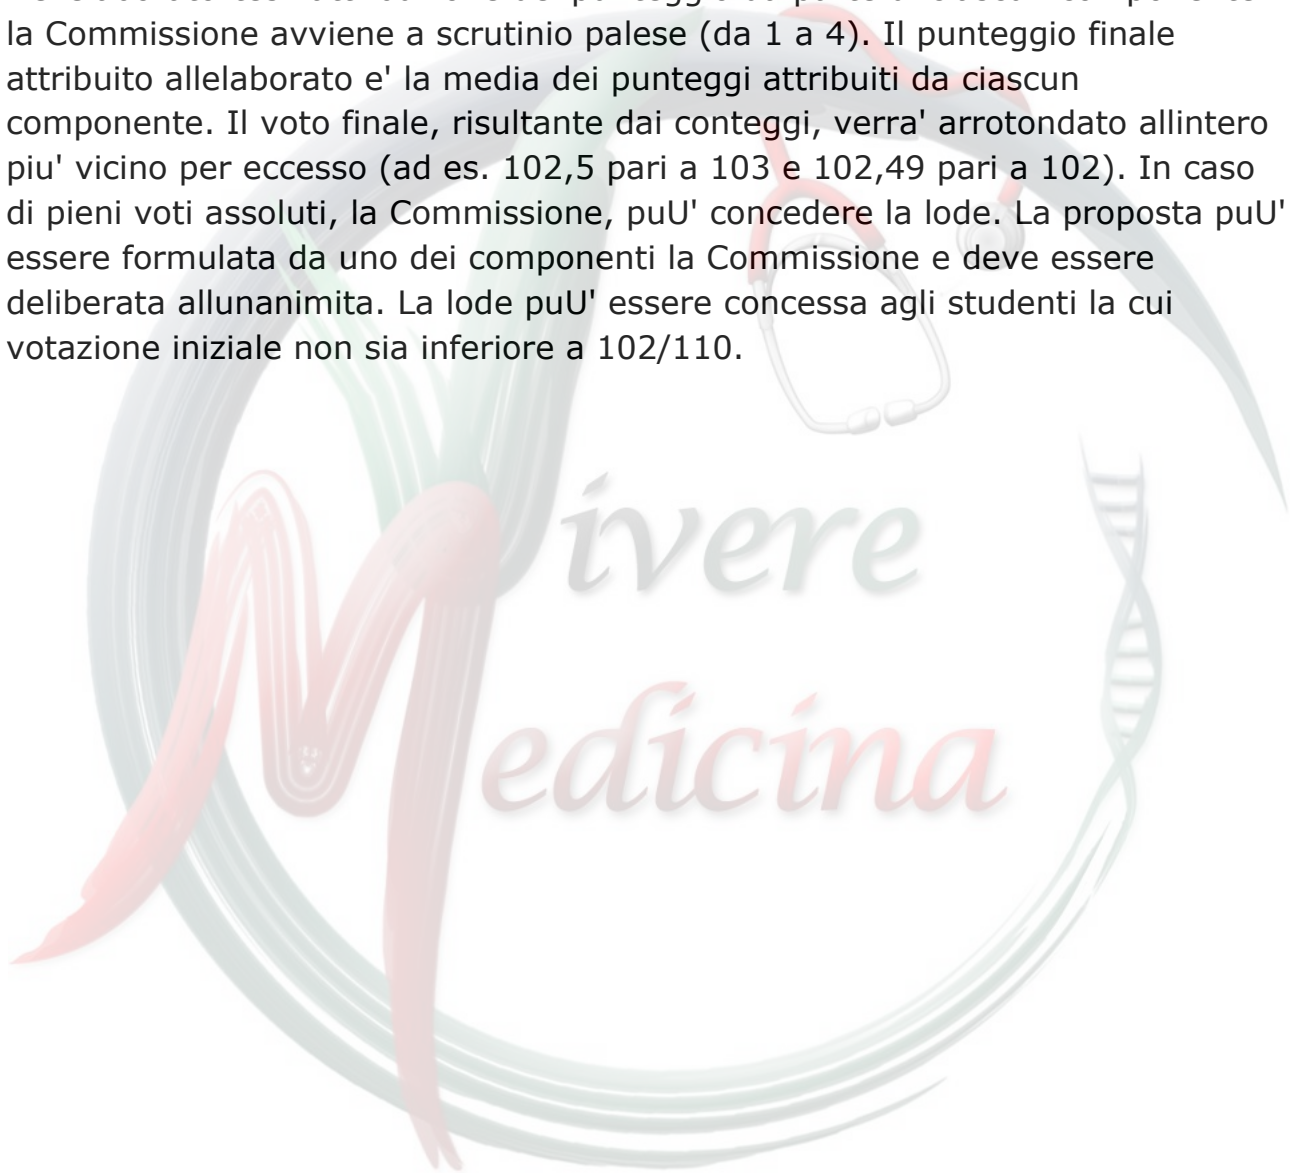 la Commissione avviene a scrutinio palese (da 1 a 4). Il punteggio finale
attribuito allelaborato e' la media dei punteggi attribuiti da ciascun
componente. Il voto finale, risultante dai conteggi, verra' arrotondato allintero
piu' vicino per eccesso (ad es. 102,5 pari a 103 e 102,49 pari a 102). In caso
di pieni voti assoluti, la Commissione, puU' concedere la lode. La proposta puU'
essere formulata da uno dei componenti la Commissione e deve essere
deliberata allunanimita. La lode puU' essere concessa agli studenti la cui
votazione iniziale non sia inferiore a 102/110.
Vivere
Medicina